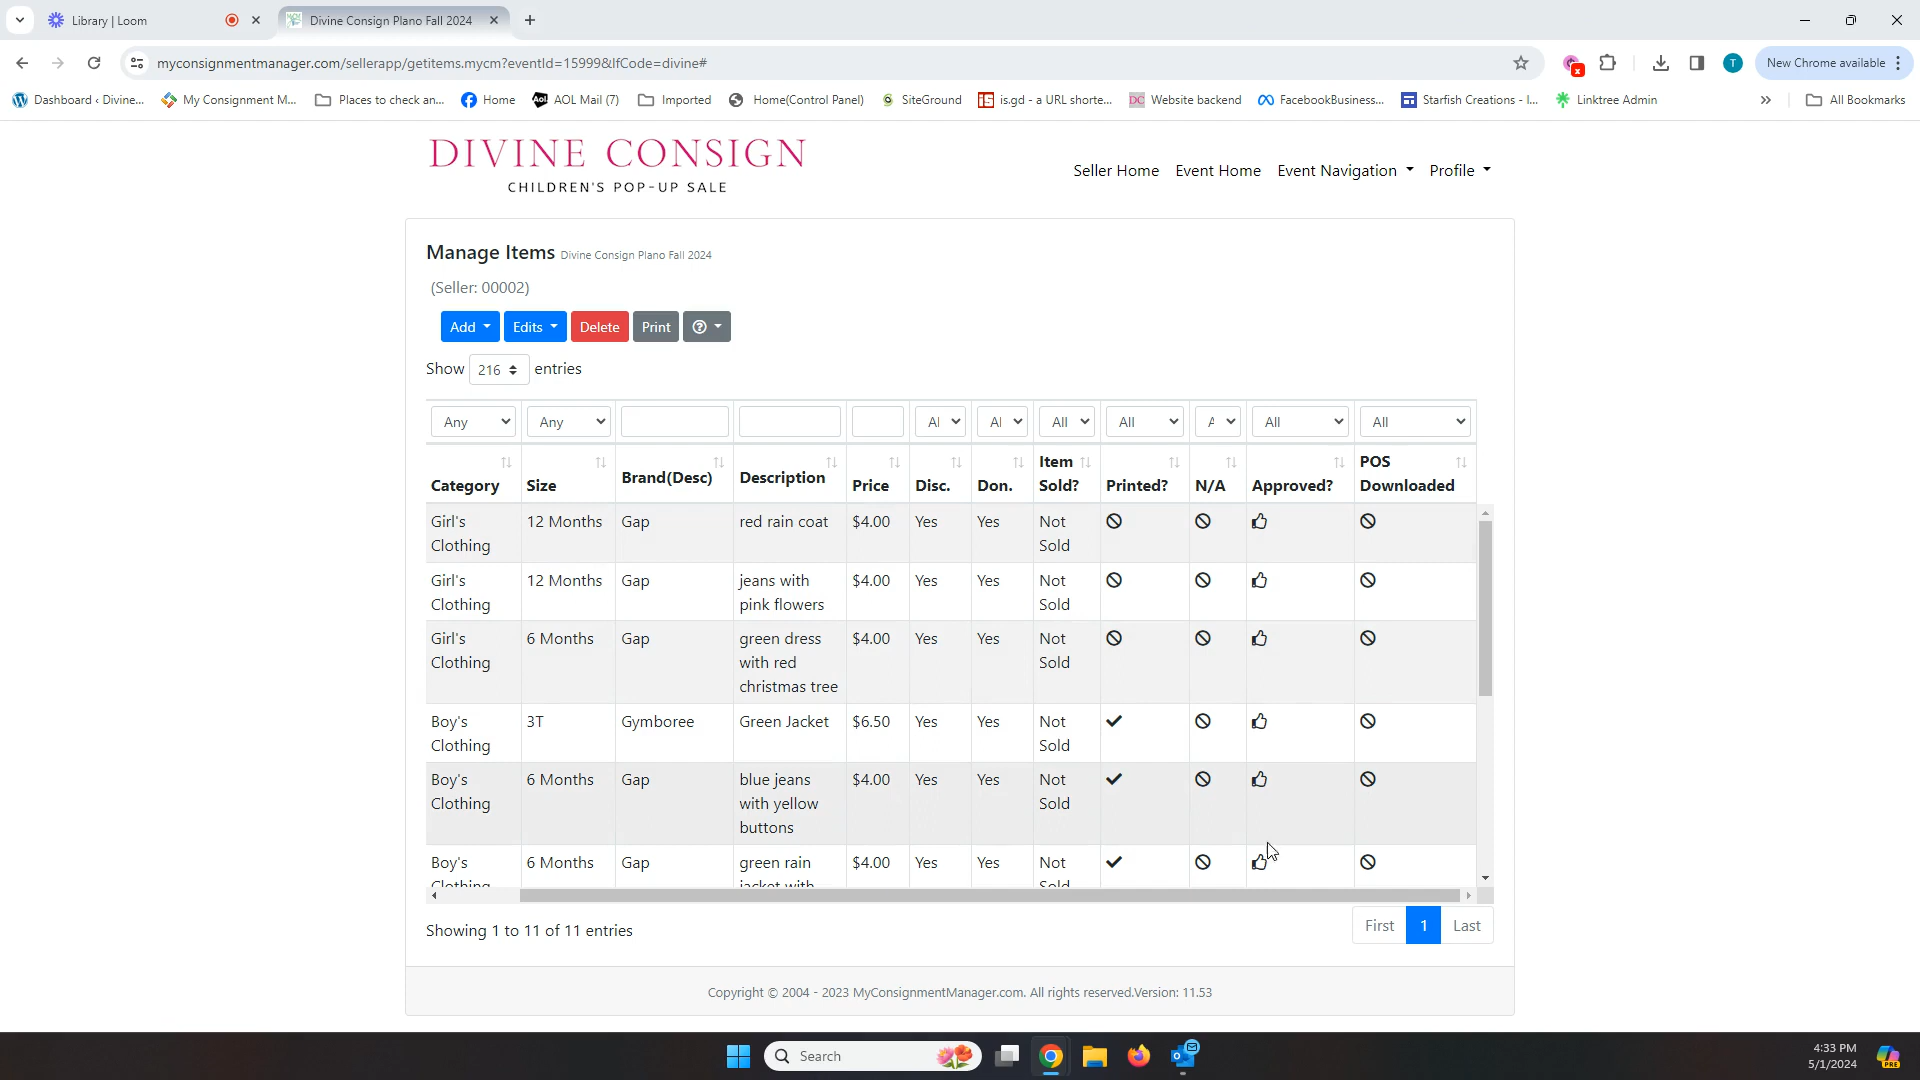 Library | Loom
Divine Consign Plano Fall 2024
myconsignmentmanager.com/sellerapp/getitems.mycm?eventId=15999&lfCode=divine#
T
New Chrome available
Dashboard ‹ Divine...
My Consignment M...
Places to check an...
Home
Aol
AOL Mail (7)
Imported
Home(Control Panel)
SiteGround
IS
is.gd - a URL shorte...
DC
Website backend
FacebookBusiness...
Starfish Creations - I...
Linktree Admin
All Bookmarks
DIVINE CONSIGN
CHILDREN'S POP-UP SALE
Seller Home
Event Home
Event Navigation
Profile
Manage Items Divine Consign Plano Fall 2024
(Seller: 00002)
Add
Edits
Delete
Print
Show 216 entries
Any Any Al Al All All A All All
Category Size Brand(Desc) Description Price Disc. Don. Item Sold? Printed? N/A Approved? POS Downloaded
Girl's Clothing 12 Months Gap red rain coat $4.00 Yes Yes Not Sold
Girl's Clothing 12 Months Gap jeans with pink flowers $4.00 Yes Yes Not Sold
Girl's Clothing 6 Months Gap green dress with red christmas tree $4.00 Yes Yes Not Sold
Boy's Clothing 3T Gymboree Green Jacket $6.50 Yes Yes Not Sold
Boy's Clothing 6 Months Gap blue jeans with yellow buttons $4.00 Yes Yes Not Sold
Boy's Clothing 6 Months Gap green rain jacket with $4.00 Yes Yes Not Sold
Showing 1 to 11 of 11 entries
First 1 Last
Copyright © 2004 - 2023 MyConsignmentManager.com. All rights reserved.Version: 11.53
Search
4:33 PM
5/1/2024
PRE